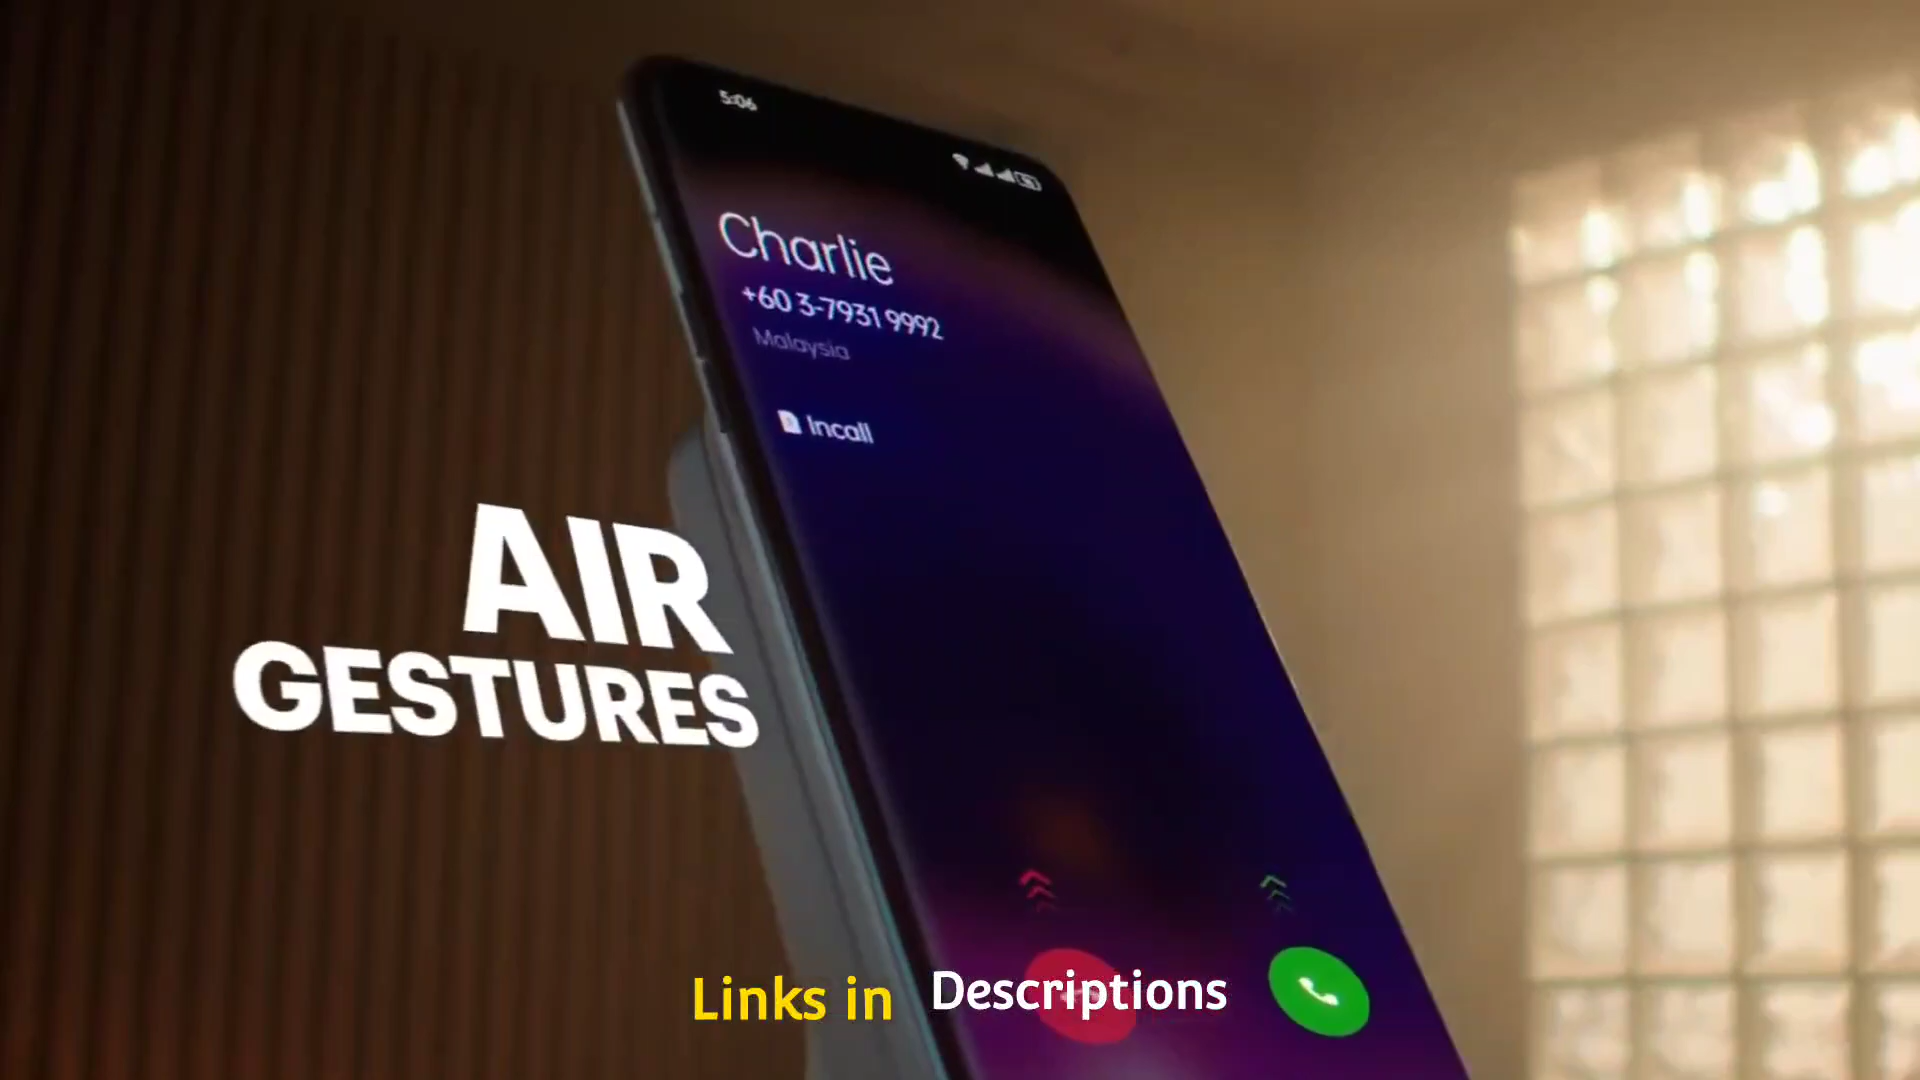 5:06
Charlie
+60 3-7931 9992
Malaysia
Incall
AIR
GESTURES
Links in Descriptions